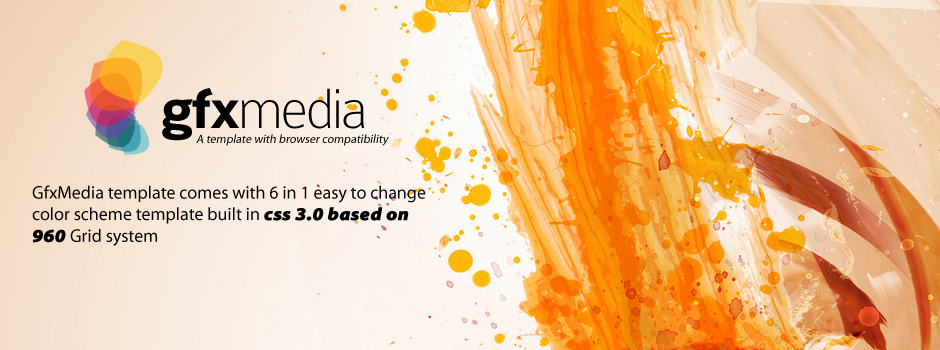 gfxmedia
A template with browser compatibility
GfxMedia template comes with 6 in 1 easy to change
color scheme template built in css 3.0 based on
960 Grid system